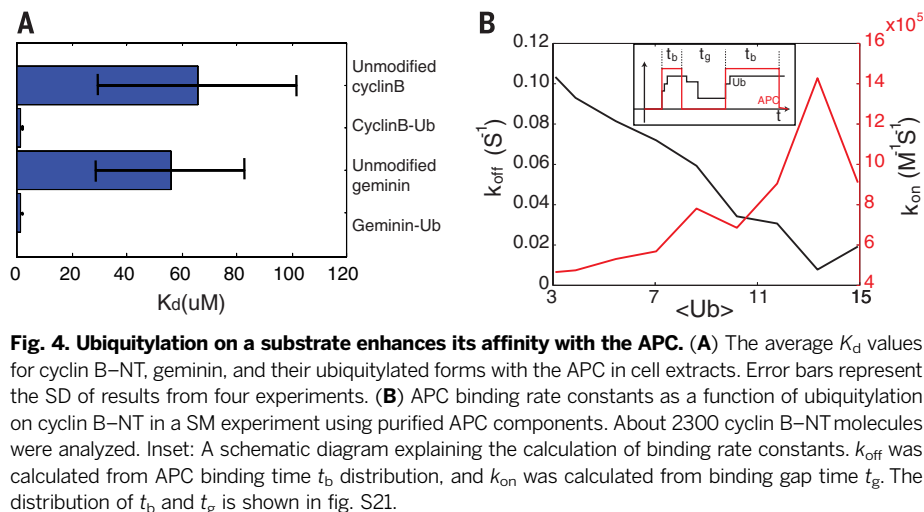 A
Unmodified
cyclinB
CyclinB-Ub
Unmodified
geminin
Geminin-Ub
0 20 40 60 80 100 120
Kd(uM)
B
x10⁵
0.12
0.10
0.08
0.06
0.04
0.02
0
koff (S⁻¹)
16
14
12
10
8
6
4
kon (M⁻¹S⁻¹)
tb tg tb
Ub
APC
t
3 7 11 15
<Ub>
Fig. 4. Ubiquitylation on a substrate enhances its affinity with the APC. (A) The average Kd values
for cyclin B–NT, geminin, and their ubiquitylated forms with the APC in cell extracts. Error bars represent
the SD of results from four experiments. (B) APC binding rate constants as a function of ubiquitylation
on cyclin B–NT in a SM experiment using purified APC components. About 2300 cyclin B–NT molecules
were analyzed. Inset: A schematic diagram explaining the calculation of binding rate constants. koff was
calculated from APC binding time tb distribution, and kon was calculated from binding gap time tg. The
distribution of tb and tg is shown in fig. S21.